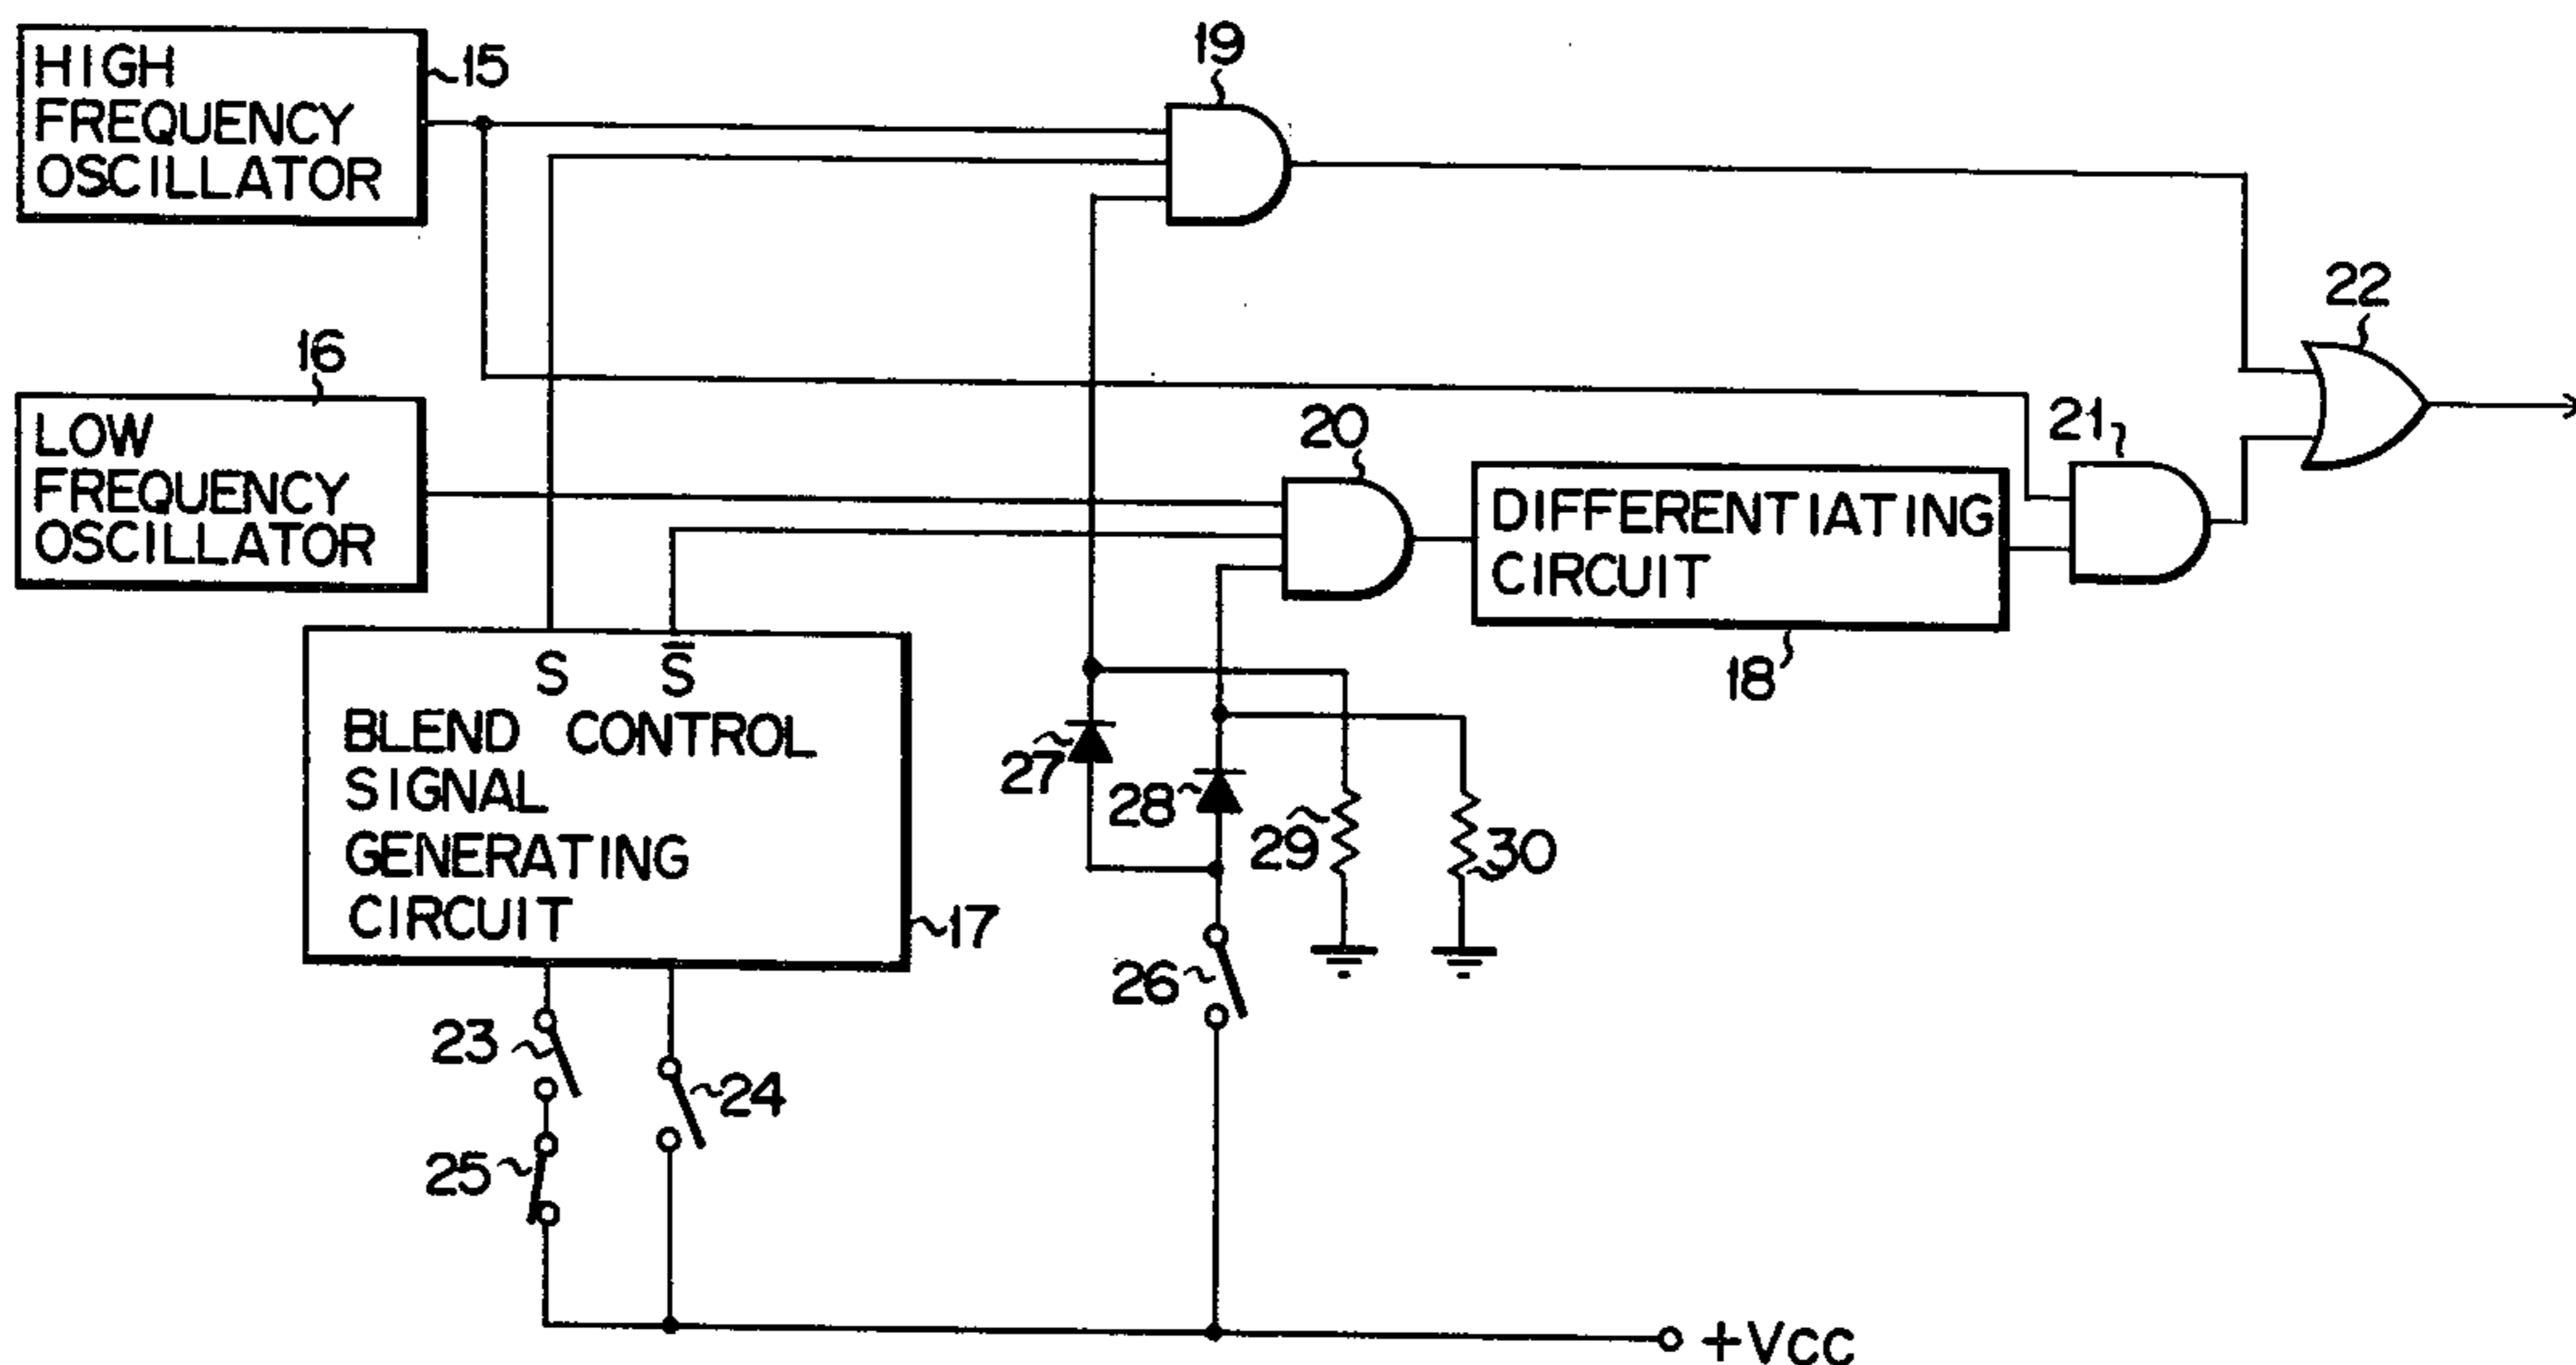 HIGH
FREQUENCY
OSCILLATOR
15
19
16
LOW
FREQUENCY
OSCILLATOR
22
20
21
DIFFERENTIATING
CIRCUIT
18
S S̄
BLEND CONTROL
SIGNAL
GENERATING
CIRCUIT
17
27
28
29
30
26
23
24
25
+VCC